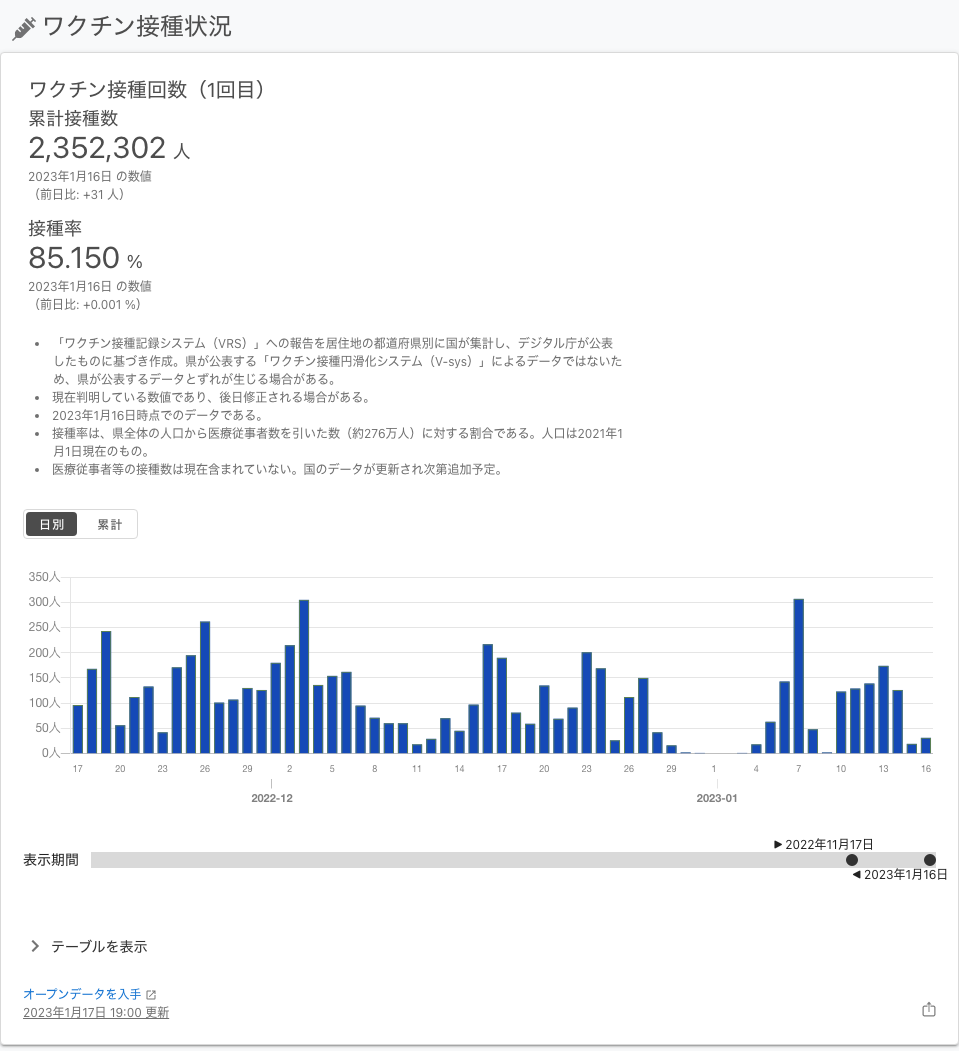 ワクチン接種状況
ワクチン接種回数（1回目）
累計接種数
2,352,302 人
2023年1月16日 の数値
（前日比: +31 人）
接種率
85.150 %
2023年1月16日 の数値
（前日比: +0.001 %）
• 「ワクチン接種記録システム（VRS）」への報告を居住地の都道府県別に国が集計し、デジタル庁が公表
したものに基づき作成。県が公表する「ワクチン接種円滑化システム（V-sys）」によるデータではないた
め、県が公表するデータとずれが生じる場合がある。
• 現在判明している数値であり、後日修正される場合がある。
• 2023年1月16日時点でのデータである。
• 接種率は、県全体の人口から医療従事者数を引いた数（約276万人）に対する割合である。人口は2021年1
月1日現在のもの。
• 医療従事者等の接種数は現在含まれていない。国のデータが更新され次第追加予定。
日別 累計
350人
300人
250人
200人
150人
100人
50人
0人
17 20 23 26 29 2 5 8 11 14 17 20 23 26 29 1 4 7 10 13 16
2022-12 2023-01
2022年11月17日
表示期間
2023年1月16日
テーブルを表示
オープンデータを入手
2023年1月17日 19:00 更新